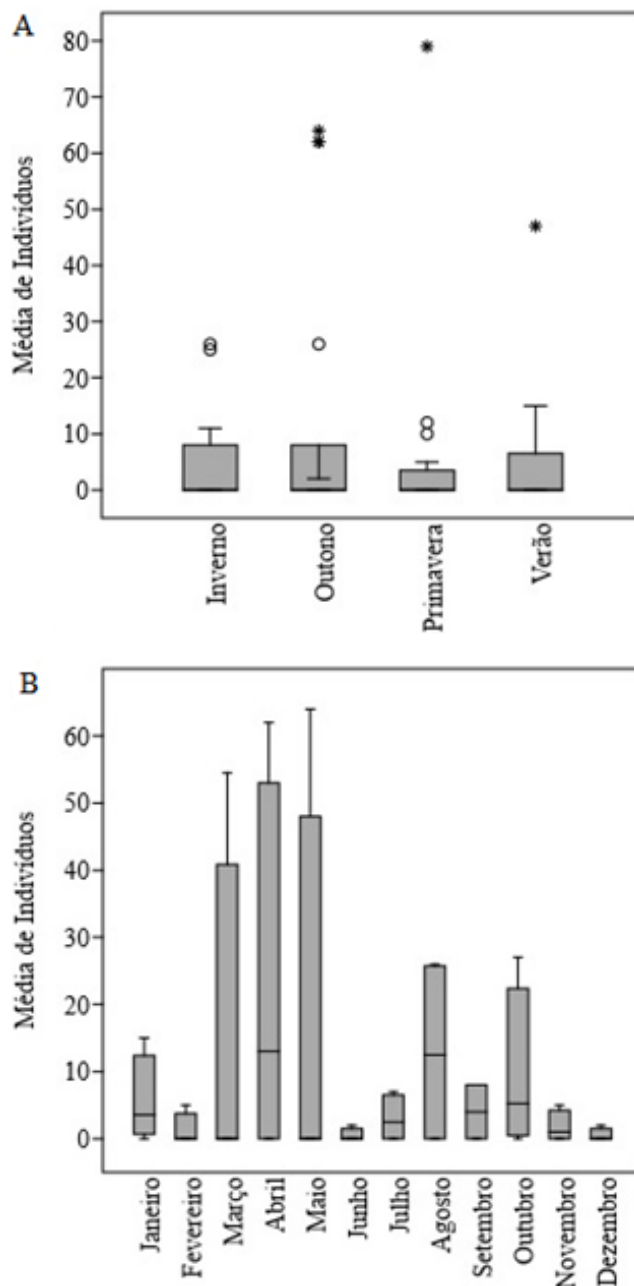 A
Média de Indivíduos
80
70
60
50
40
30
20
10
0
Inverno
Outono
Primavera
Verão
B
Média de Indivíduos
60
50
40
30
20
10
0
Janeiro
Fevereiro
Março
Abril
Maio
Junho
Julho
Agosto
Setembro
Outubro
Novembro
Dezembro